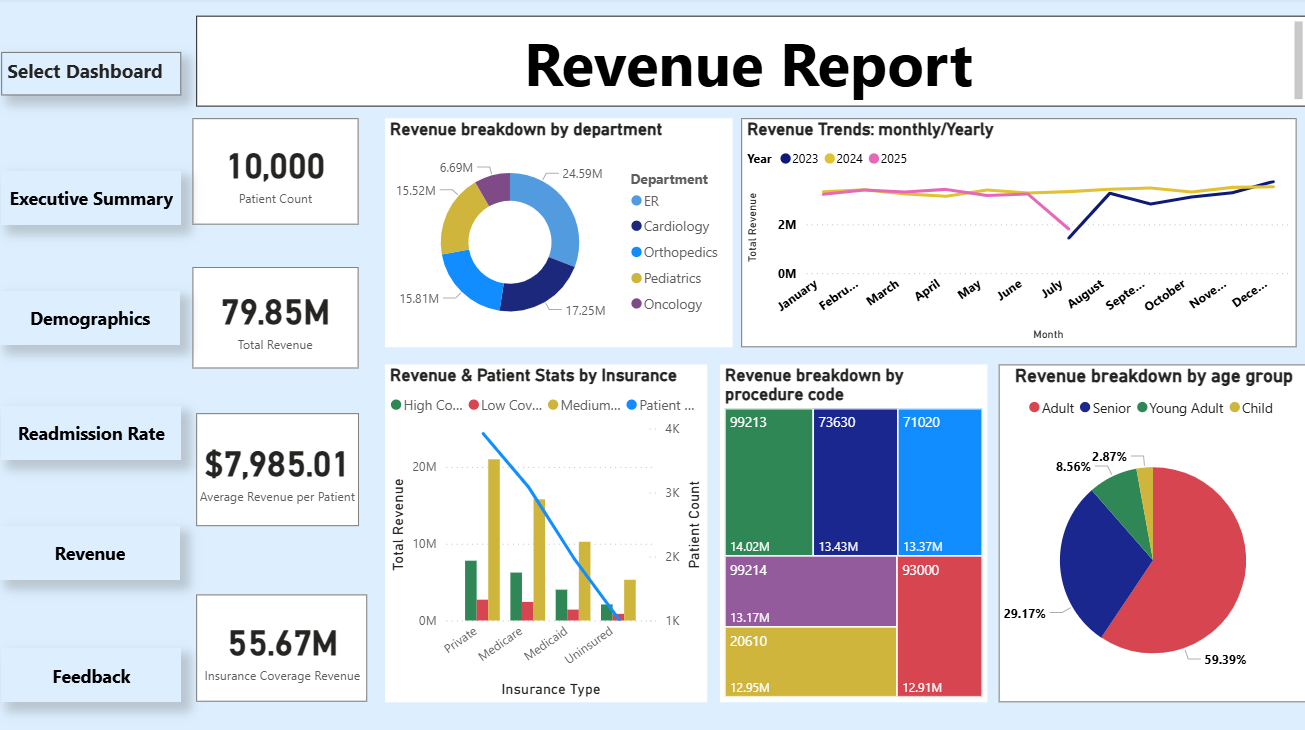 Revenue Report
Select Dashboard
Executive Summary
Demographics
Readmission Rate
Revenue
Feedback
10,000
Patient Count
79.85M
Total Revenue
$7,985.01
Average Revenue per Patient
55.67M
Insurance Coverage Revenue
Revenue breakdown by department
24.59M
17.25M
15.81M
15.52M
6.69M
Department
ER
Cardiology
Orthopedics
Pediatrics
Oncology
Revenue Trends: monthly/Yearly
Year 2023 2024 2025
Total Revenue
2M
0M
January
Febru...
March
April
May
June
July
August
Septe...
October
Nove...
Dece...
Month
Revenue & Patient Stats by Insurance
High Co... Low Cov... Medium... Patient ...
Total Revenue
20M
10M
0M
4K
3K
2K
1K
Patient Count
Private
Medicare
Medicaid
Uninsured
Insurance Type
Revenue breakdown by
procedure code
99213
14.02M
73630
13.43M
71020
13.37M
99214
13.17M
93000
12.91M
20610
12.95M
Revenue breakdown by age group
Adult Senior Young Adult Child
2.87%
8.56%
29.17%
59.39%